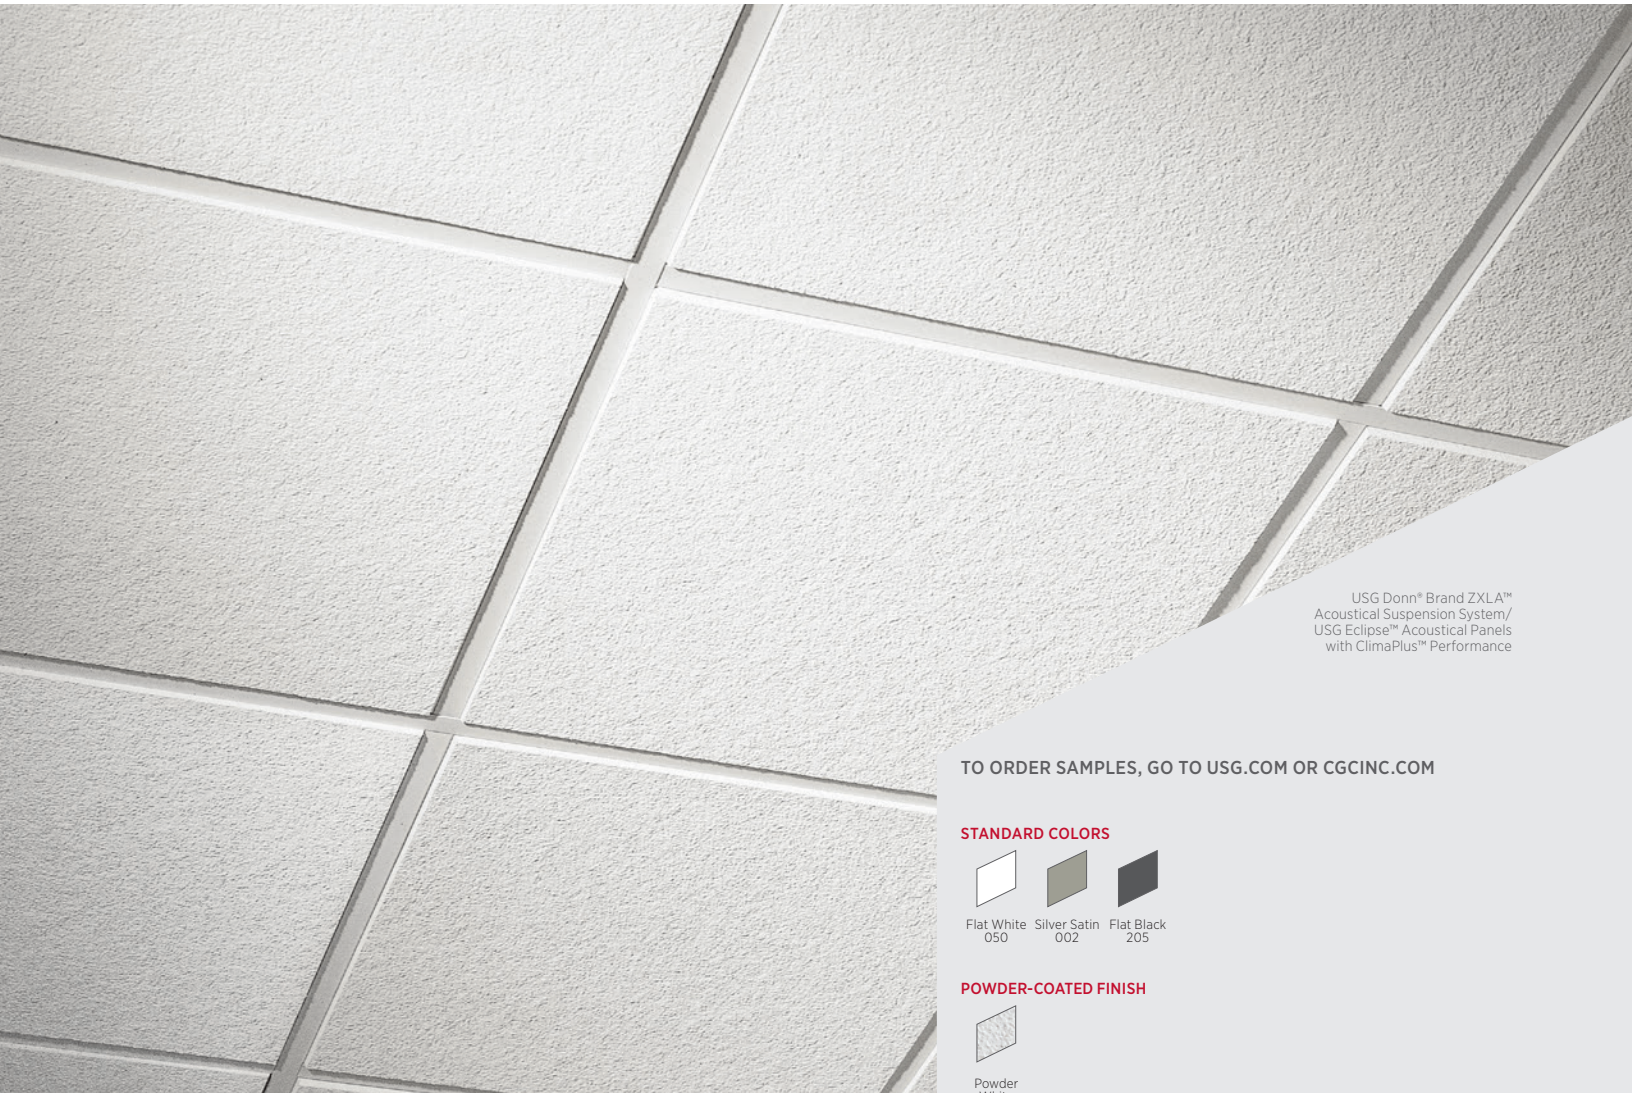 USG Donn® Brand ZXLA™
Acoustical Suspension System/
USG Eclipse™ Acoustical Panels
with ClimaPlus™ Performance
TO ORDER SAMPLES, GO TO USG.COM OR CGCINC.COM
STANDARD COLORS
Flat White Silver Satin Flat Black
050 002 205
POWDER-COATED FINISH
Powder